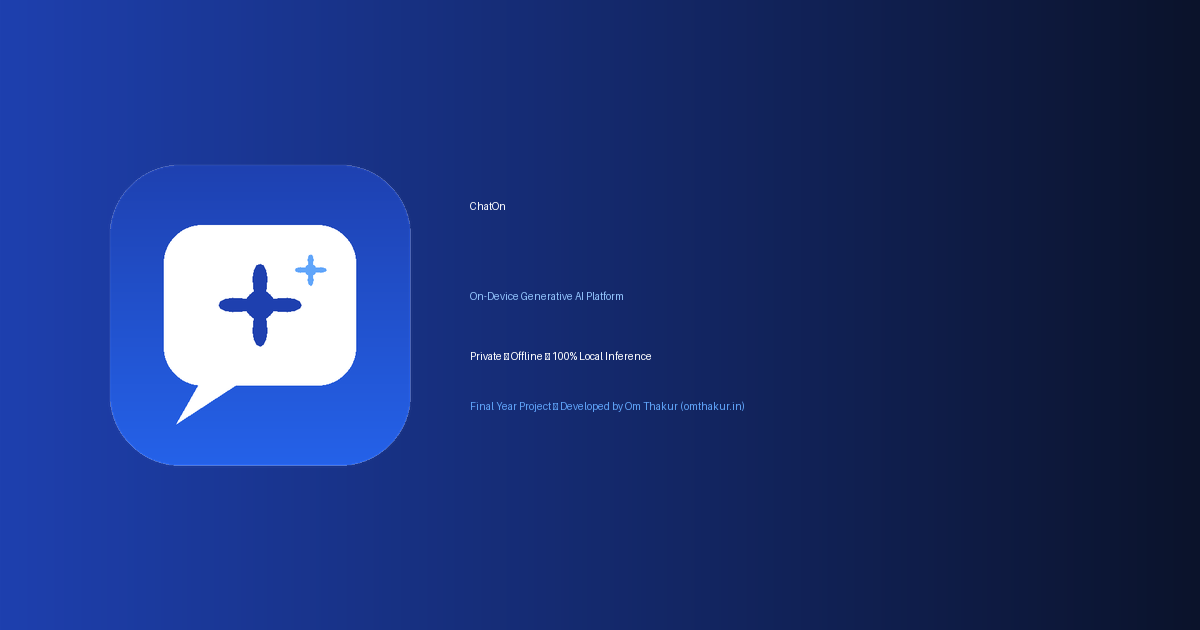 ChatOn
On-Device Generative AI Platform
Private ▯ Offline ▯ 100% Local Inference
Final Year Project ▯ Developed by Om Thakur (omthakur.in)